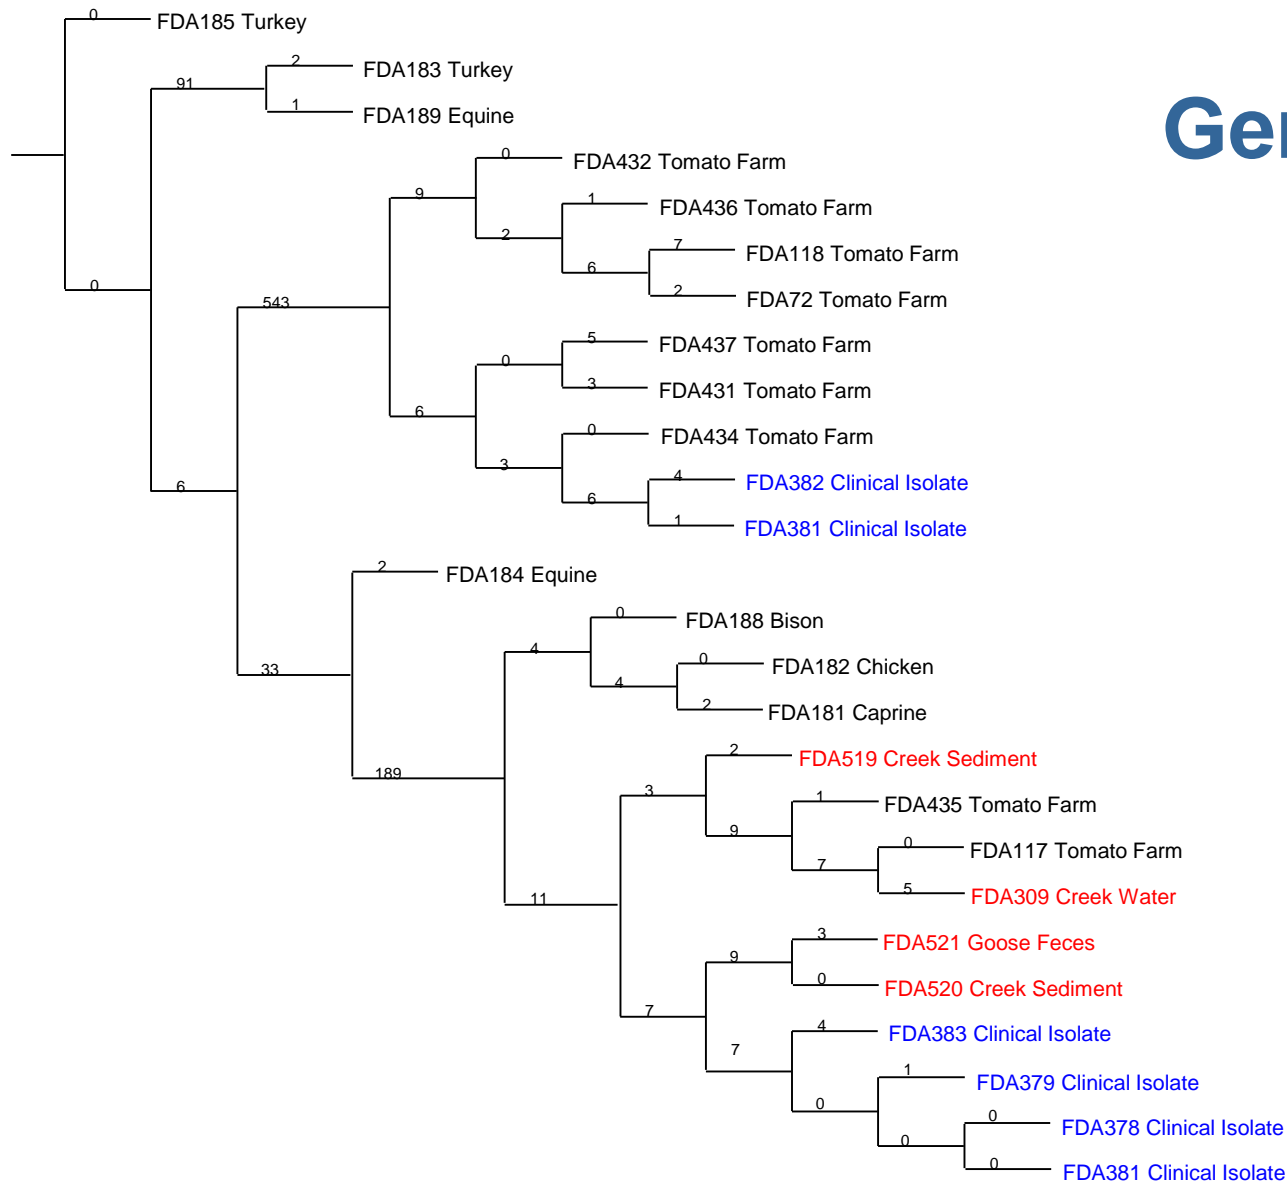 0
FDA185 Turkey
2
FDA183 Turkey
91
1
FDA189 Equine
Ger
0
FDA432 Tomato Farm
9
1
FDA436 Tomato Farm
2
7
FDA118 Tomato Farm
6
2
FDA72 Tomato Farm
0
543
5
FDA437 Tomato Farm
0
3
FDA431 Tomato Farm
6
0
FDA434 Tomato Farm
3
4
FDA382 Clinical Isolate
6
6
1
FDA381 Clinical Isolate
2
FDA184 Equine
0
FDA188 Bison
4
0
FDA182 Chicken
33
4
2
FDA181 Caprine
2
FDA519 Creek Sediment
189
3
1
FDA435 Tomato Farm
9
0
FDA117 Tomato Farm
7
5
FDA309 Creek Water
11
3
FDA521 Goose Feces
9
0
FDA520 Creek Sediment
7
4
FDA383 Clinical Isolate
7
1
FDA379 Clinical Isolate
0
0
FDA378 Clinical Isolate
0
0
FDA381 Clinical Isolate